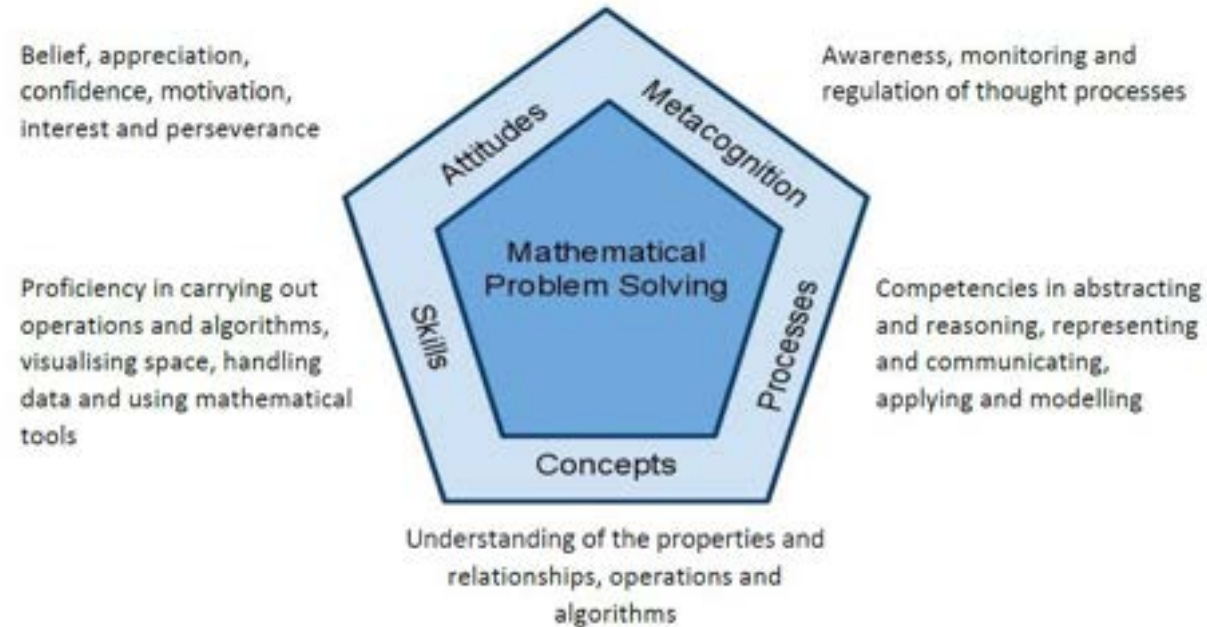 Belief, appreciation,
confidence, motivation,
interest and perseverance
Attitudes
Metacognition
Awareness, monitoring and
regulation of thought processes
Mathematical
Problem Solving
Proficiency in carrying out
operations and algorithms,
visualising space, handling
data and using mathematical
tools
Skills
Processes
Competencies in abstracting
and reasoning, representing
and communicating,
applying and modelling
Concepts
Understanding of the properties and
relationships, operations and
algorithms